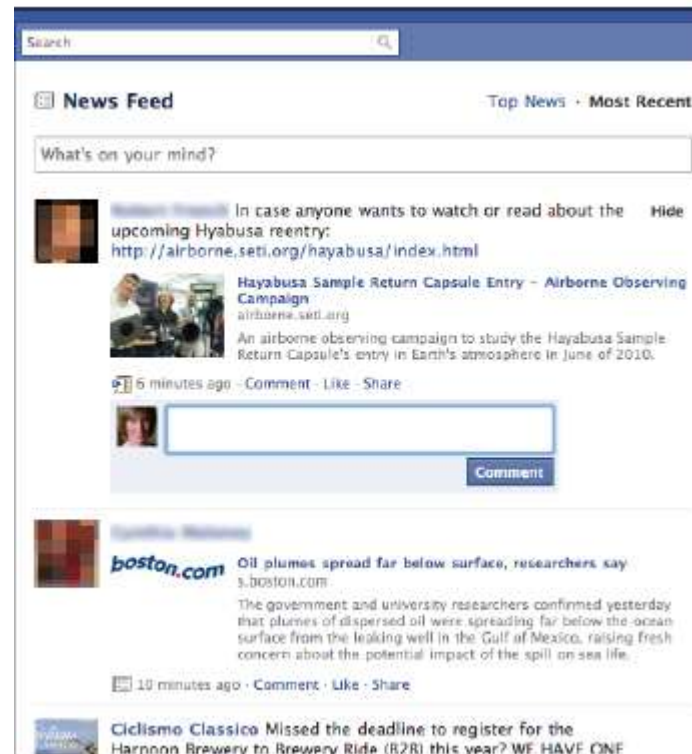 Search
News Feed
Top News · Most Recent
What's on your mind?
In case anyone wants to watch or read about the Hide
upcoming Hyabusa reentry:
http://airborne.seti.org/hayabusa/index.html
Hayabusa Sample Return Capsule Entry - Airborne Observing
Campaign
airborne.seti.org
An airborne observing campaign to study the Hayabusa Sample
Return Capsule's entry in Earth's atmosphere in June of 2010.
6 minutes ago · Comment · Like · Share
Comment
boston.com
Oil plumes spread far below surface, researchers say
s.boston.com
The government and university researchers confirmed yesterday
that plumes of dispersed oil were spreading far below the ocean
surface from the leaking well in the Gulf of Mexico, raising fresh
concern about the potential impact of the spill on sea life.
10 minutes ago · Comment · Like · Share
Ciclismo Classico Missed the deadline to register for the
Harpoon Brewery to Brewery Ride (B2B) this year? WE HAVE ONE